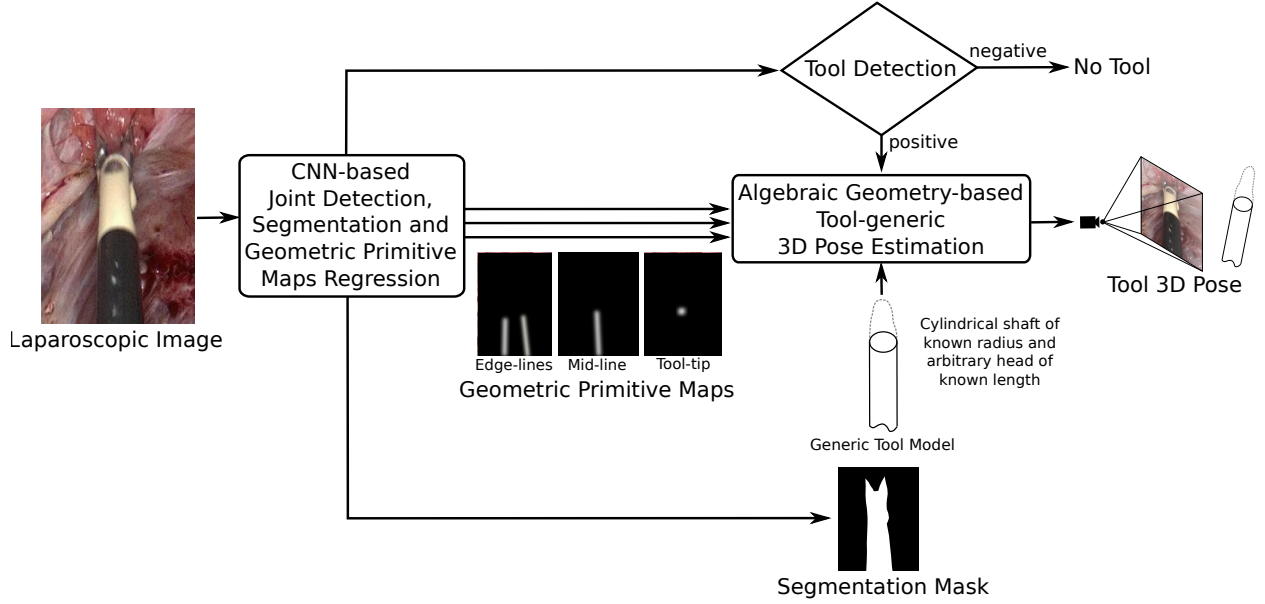 Laparoscopic Image
CNN-based
Joint Detection,
Segmentation and
Geometric Primitive
Maps Regression
Tool Detection
negative
No Tool
positive
Algebraic Geometry-based
Tool-generic
3D Pose Estimation
Tool 3D Pose
Edge-lines
Mid-line
Tool-tip
Geometric Primitive Maps
Cylindrical shaft of
known radius and
arbitrary head of
known length
Generic Tool Model
Segmentation Mask